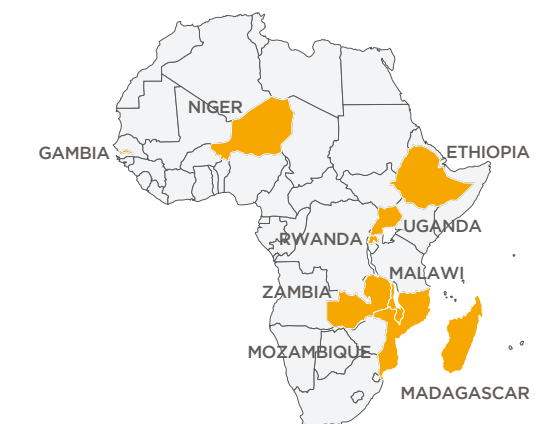 NIGER
GAMBIA
ETHIOPIA
UGANDA
RWANDA
MALAWI
ZAMBIA
MOZAMBIQUE
MADAGASCAR